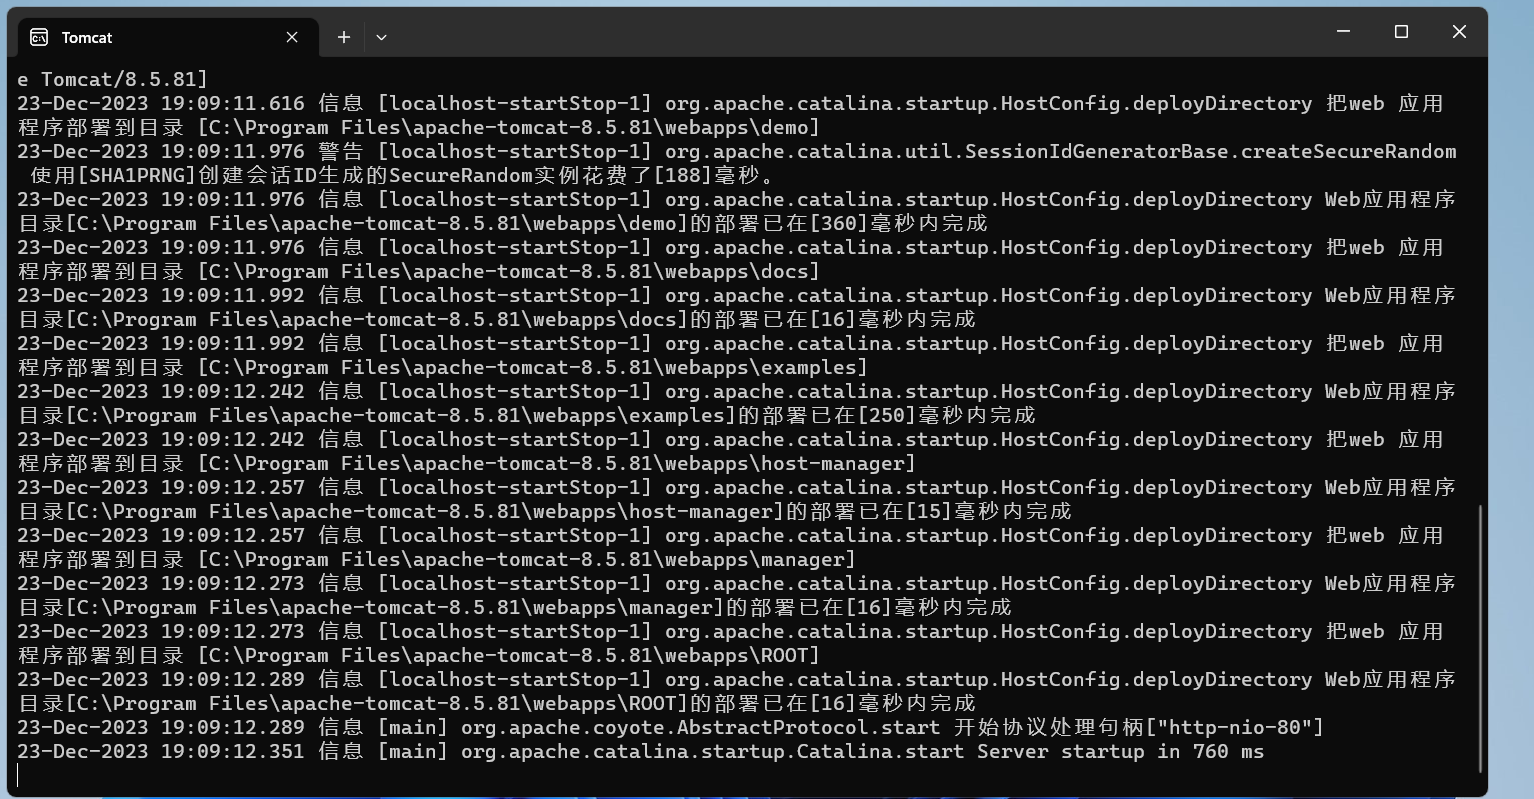 Tomcat
e Tomcat/8.5.81]
23-Dec-2023 19:09:11.616 信息 [localhost-startStop-1] org.apache.catalina.startup.HostConfig.deployDirectory 把web 应用
程序部署到目录 [C:\Program Files\apache-tomcat-8.5.81\webapps\demo]
23-Dec-2023 19:09:11.976 警告 [localhost-startStop-1] org.apache.catalina.util.SessionIdGeneratorBase.createSecureRandom
使用[SHA1PRNG]创建会话ID生成的SecureRandom实例花费了[188]毫秒。
23-Dec-2023 19:09:11.976 信息 [localhost-startStop-1] org.apache.catalina.startup.HostConfig.deployDirectory Web应用程序
目录[C:\Program Files\apache-tomcat-8.5.81\webapps\demo]的部署已在[360]毫秒内完成
23-Dec-2023 19:09:11.976 信息 [localhost-startStop-1] org.apache.catalina.startup.HostConfig.deployDirectory 把web 应用
程序部署到目录 [C:\Program Files\apache-tomcat-8.5.81\webapps\docs]
23-Dec-2023 19:09:11.992 信息 [localhost-startStop-1] org.apache.catalina.startup.HostConfig.deployDirectory Web应用程序
目录[C:\Program Files\apache-tomcat-8.5.81\webapps\docs]的部署已在[16]毫秒内完成
23-Dec-2023 19:09:11.992 信息 [localhost-startStop-1] org.apache.catalina.startup.HostConfig.deployDirectory 把web 应用
程序部署到目录 [C:\Program Files\apache-tomcat-8.5.81\webapps\examples]
23-Dec-2023 19:09:12.242 信息 [localhost-startStop-1] org.apache.catalina.startup.HostConfig.deployDirectory Web应用程序
目录[C:\Program Files\apache-tomcat-8.5.81\webapps\examples]的部署已在[250]毫秒内完成
23-Dec-2023 19:09:12.242 信息 [localhost-startStop-1] org.apache.catalina.startup.HostConfig.deployDirectory 把web 应用
程序部署到目录 [C:\Program Files\apache-tomcat-8.5.81\webapps\host-manager]
23-Dec-2023 19:09:12.257 信息 [localhost-startStop-1] org.apache.catalina.startup.HostConfig.deployDirectory Web应用程序
目录[C:\Program Files\apache-tomcat-8.5.81\webapps\host-manager]的部署已在[15]毫秒内完成
23-Dec-2023 19:09:12.257 信息 [localhost-startStop-1] org.apache.catalina.startup.HostConfig.deployDirectory 把web 应用
程序部署到目录 [C:\Program Files\apache-tomcat-8.5.81\webapps\manager]
23-Dec-2023 19:09:12.273 信息 [localhost-startStop-1] org.apache.catalina.startup.HostConfig.deployDirectory Web应用程序
目录[C:\Program Files\apache-tomcat-8.5.81\webapps\manager]的部署已在[16]毫秒内完成
23-Dec-2023 19:09:12.273 信息 [localhost-startStop-1] org.apache.catalina.startup.HostConfig.deployDirectory 把web 应用
程序部署到目录 [C:\Program Files\apache-tomcat-8.5.81\webapps\ROOT]
23-Dec-2023 19:09:12.289 信息 [localhost-startStop-1] org.apache.catalina.startup.HostConfig.deployDirectory Web应用程序
目录[C:\Program Files\apache-tomcat-8.5.81\webapps\ROOT]的部署已在[16]毫秒内完成
23-Dec-2023 19:09:12.289 信息 [main] org.apache.coyote.AbstractProtocol.start 开始协议处理句柄["http-nio-80"]
23-Dec-2023 19:09:12.351 信息 [main] org.apache.catalina.startup.Catalina.start Server startup in 760 ms